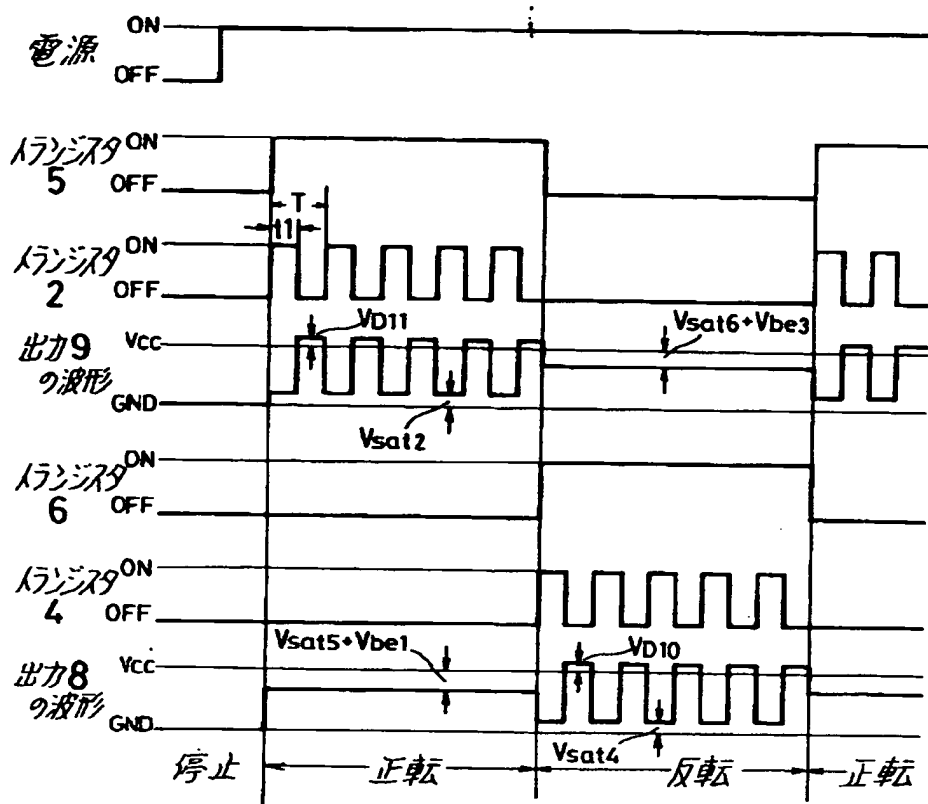 電源
ON
OFF
トランジスタ
5
ON
OFF
T
t1
トランジスタ
2
ON
OFF
出力9
の波形
Vcc
GND
VD11
Vsat2
Vsat6+Vbe3
トランジスタ
6
ON
OFF
トランジスタ
4
ON
OFF
出力8
の波形
Vcc
GND
Vsat5+Vbe1
VD10
Vsat4
停止
正転
反転
正転